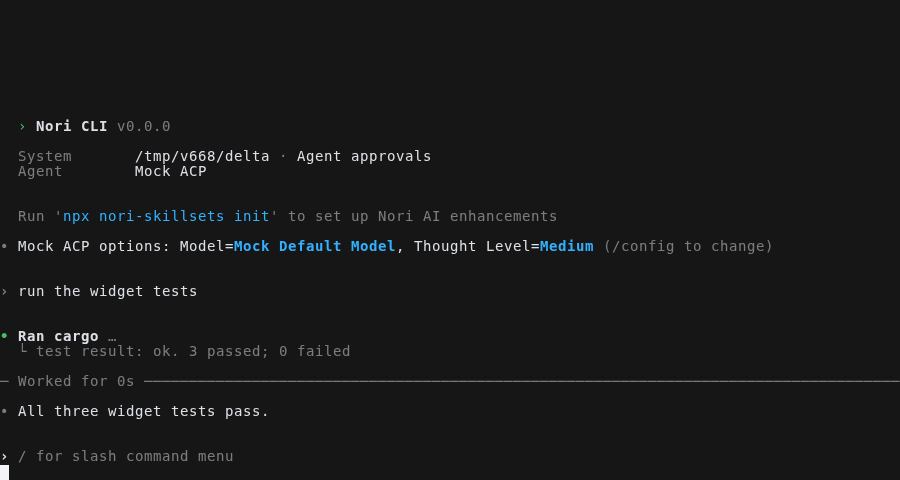 › Nori CLI v0.0.0
System /tmp/v668/delta · Agent approvals
Agent Mock ACP
Run 'npx nori-skillsets init' to set up Nori AI enhancements
• Mock ACP options: Model=Mock Default Model, Thought Level=Medium (/config to change)
› run the widget tests
• Ran cargo …
└ test result: ok. 3 passed; 0 failed
─ Worked for 0s ────────────────────────────────────────────────────────────────────────────────────
• All three widget tests pass.
› / for slash command menu